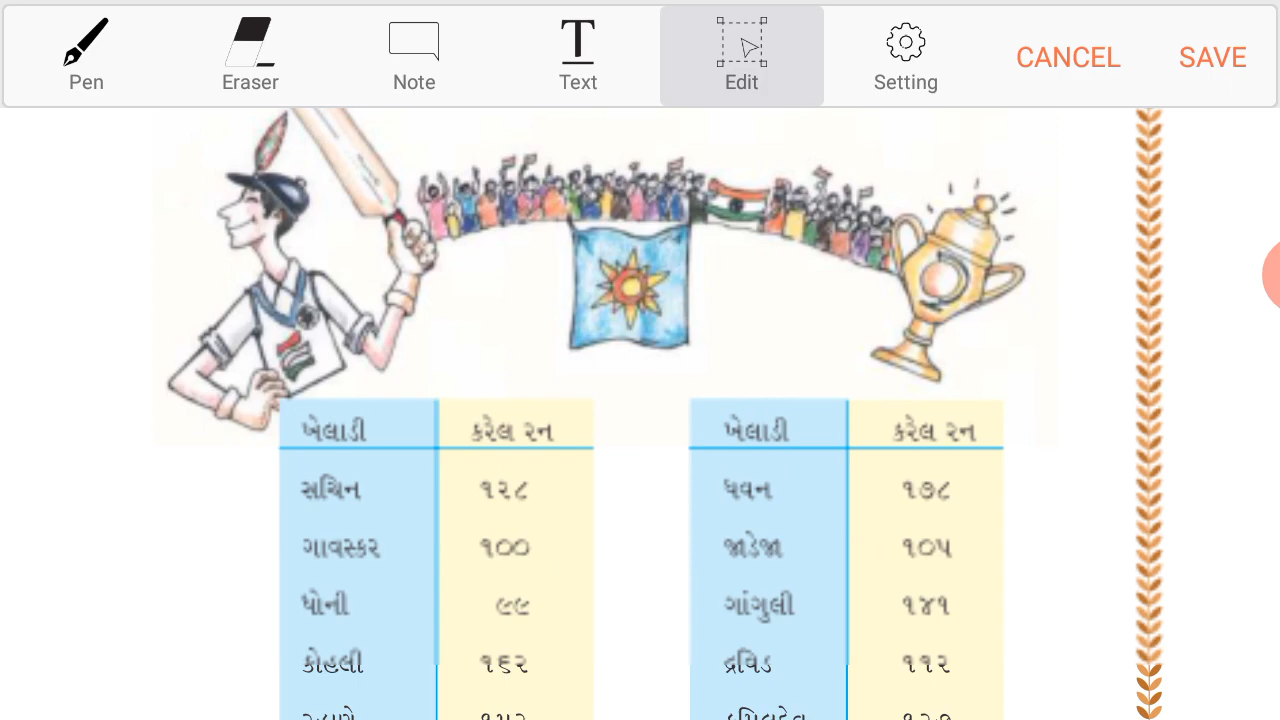 Pen Eraser Note Text Edit Setting CANCEL SAVE
ખેલાડી કરેલ રન
સચિન ૧૨૮
ગાવસ્કર ૧૦૦
ધોની ૯૯
કોહલી ૧૬૨
ખેલાડી કરેલ રન
ધવન ૧૭૮
જાડેજા ૧૦૫
ગાંગુલી ૧૪૧
દ્રવિડ ૧૧૨